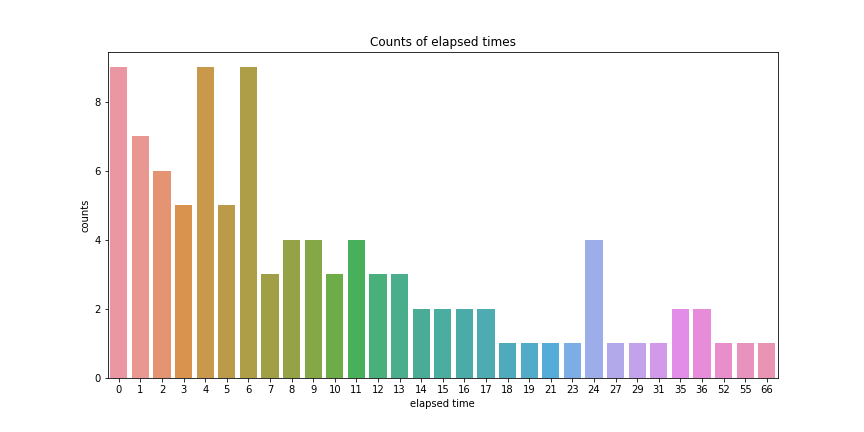 Counts of elapsed times
counts
8
6
4
2
0
0 1 2 3 4 5 6 7 8 9 10 11 12 13 14 15 16 17 18 19 21 23 24 27 29 31 35 36 52 55 66
elapsed time